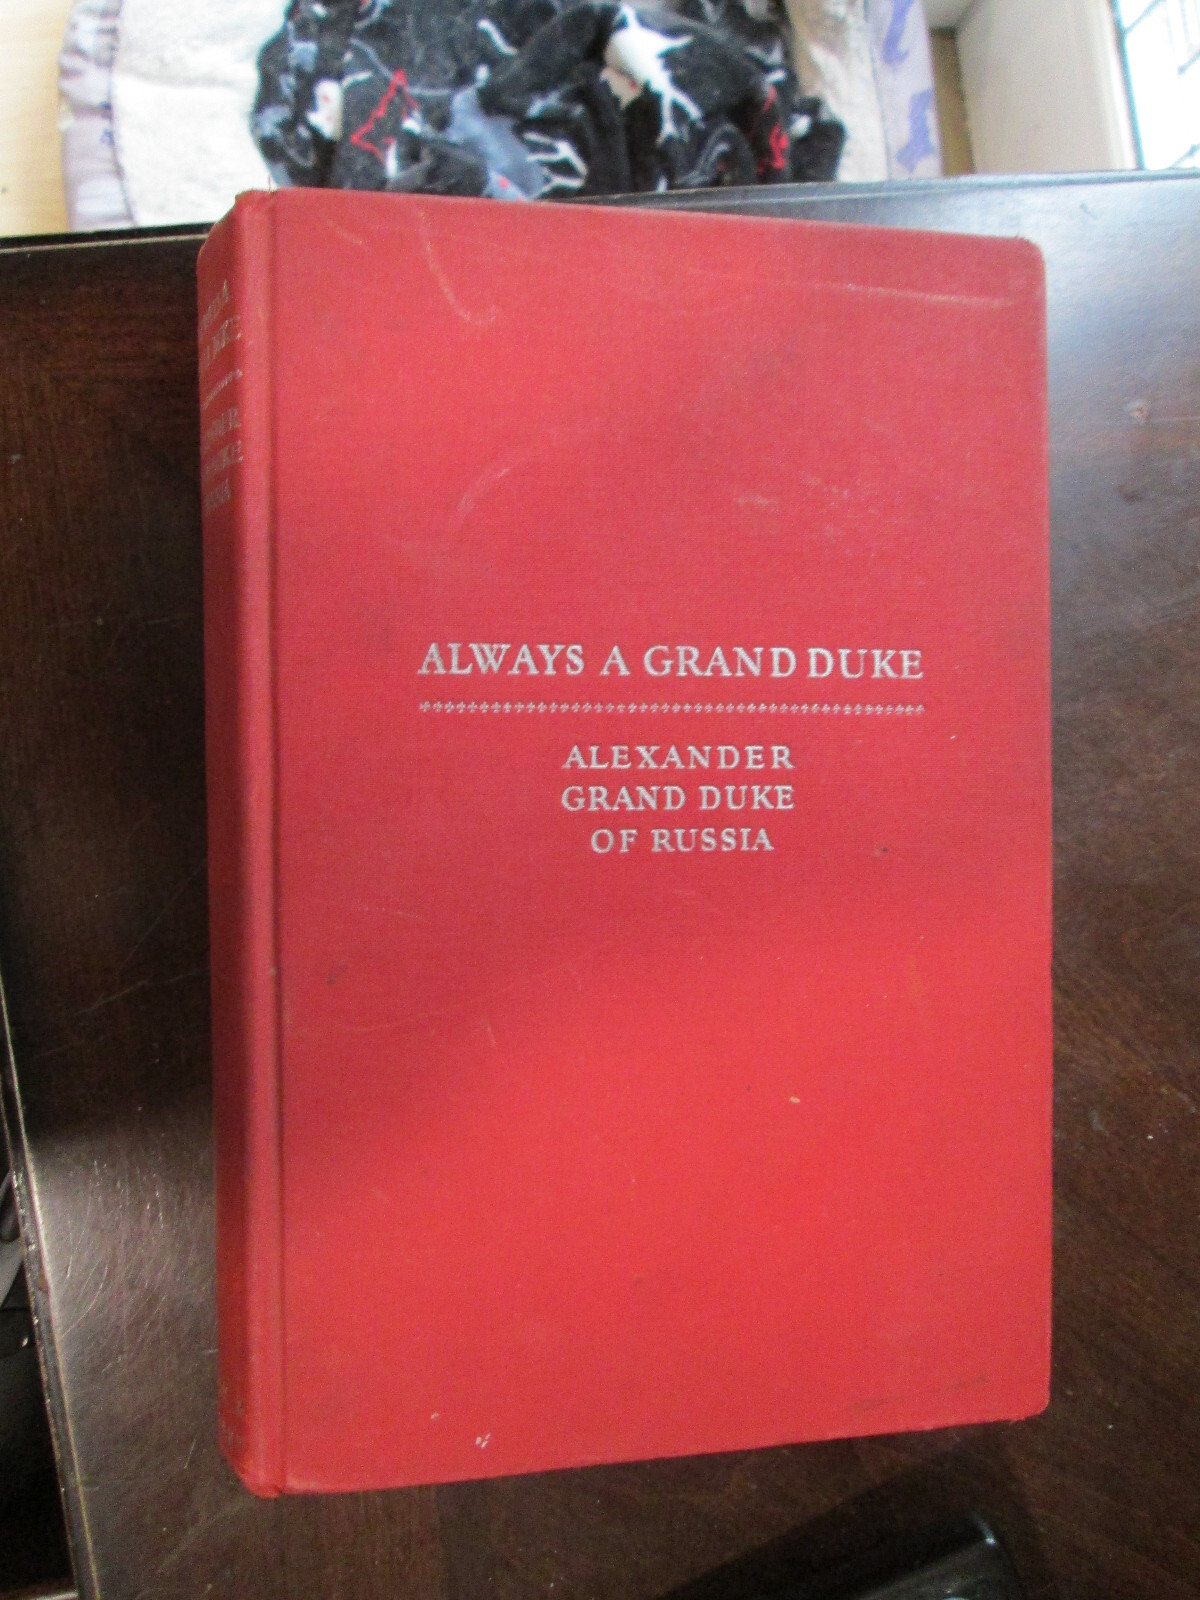 ALWAYS A GRAND DUKE
ALEXANDER
GRAND DUKE
OF RUSSIA